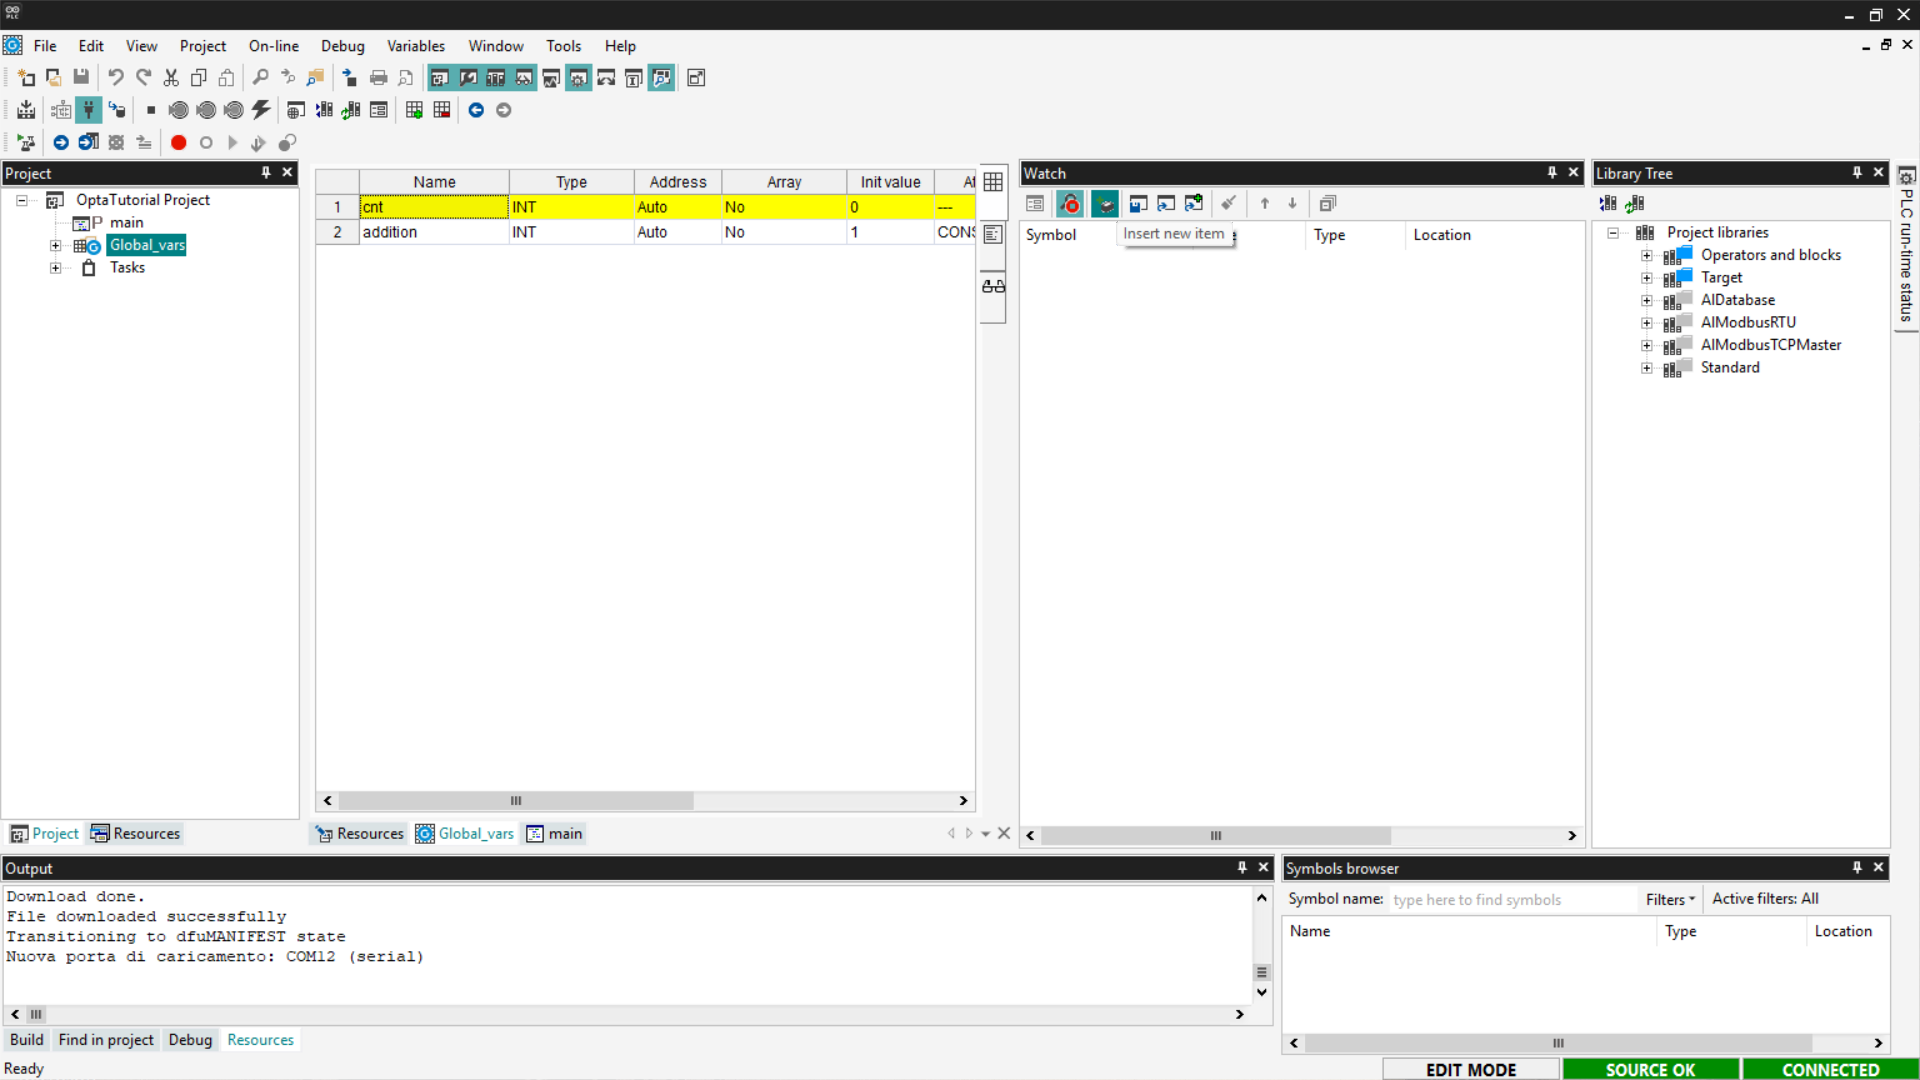 PLC
File Edit View Project On-line Debug Variables Window Tools Help
Project
OptaTutorial Project
main
Global_vars
Tasks
Name Type Address Array Init value
1 cnt INT Auto No 0 ---
2 addition INT Auto No 1
Watch
Symbol Type Location
Insert new item
Library Tree
Project libraries
Operators and blocks
Target
AlDatabase
AlModbusRTU
AlModbusTCPMaster
Standard
PLC run-time status
Project Resources
Resources Global_vars main
Output
Download done.
File downloaded successfully
Transitioning to dfuMANIFEST state
Nuova porta di caricamento: COM12 (serial)
Build Find in project Debug Resources
Symbols browser
Symbol name: type here to find symbols Filters Active filters: All
Name Type Location
Ready
EDIT MODE SOURCE OK CONNECTED